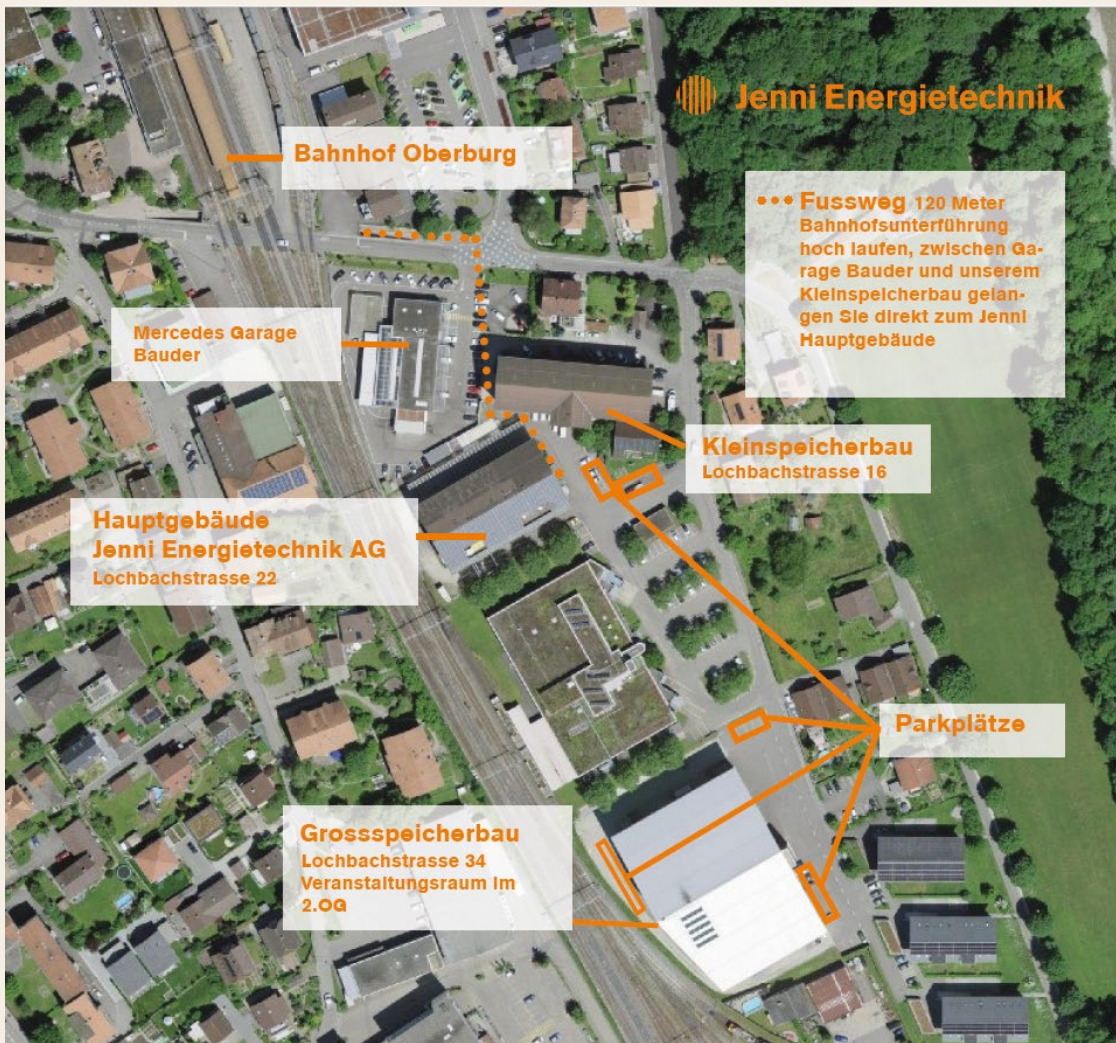 Jenni Energietechnik
Bahnhof Oberburg
Fussweg 120 Meter
Bahnhofsunterführung
hoch laufen, zwischen Ga-
rage Bauder und unserem
Kleinspeicherbau gelan-
gen Sie direkt zum Jenni
Hauptgebäude
Mercedes Garage
Bauder
Kleinspeicherbau
Lochbachstrasse 16
Hauptgebäude
Jenni Energietechnik AG
Lochbachstrasse 22
Parkplätze
Grossspeicherbau
Lochbachstrasse 34
Veranstaltungsraum im
2.OG